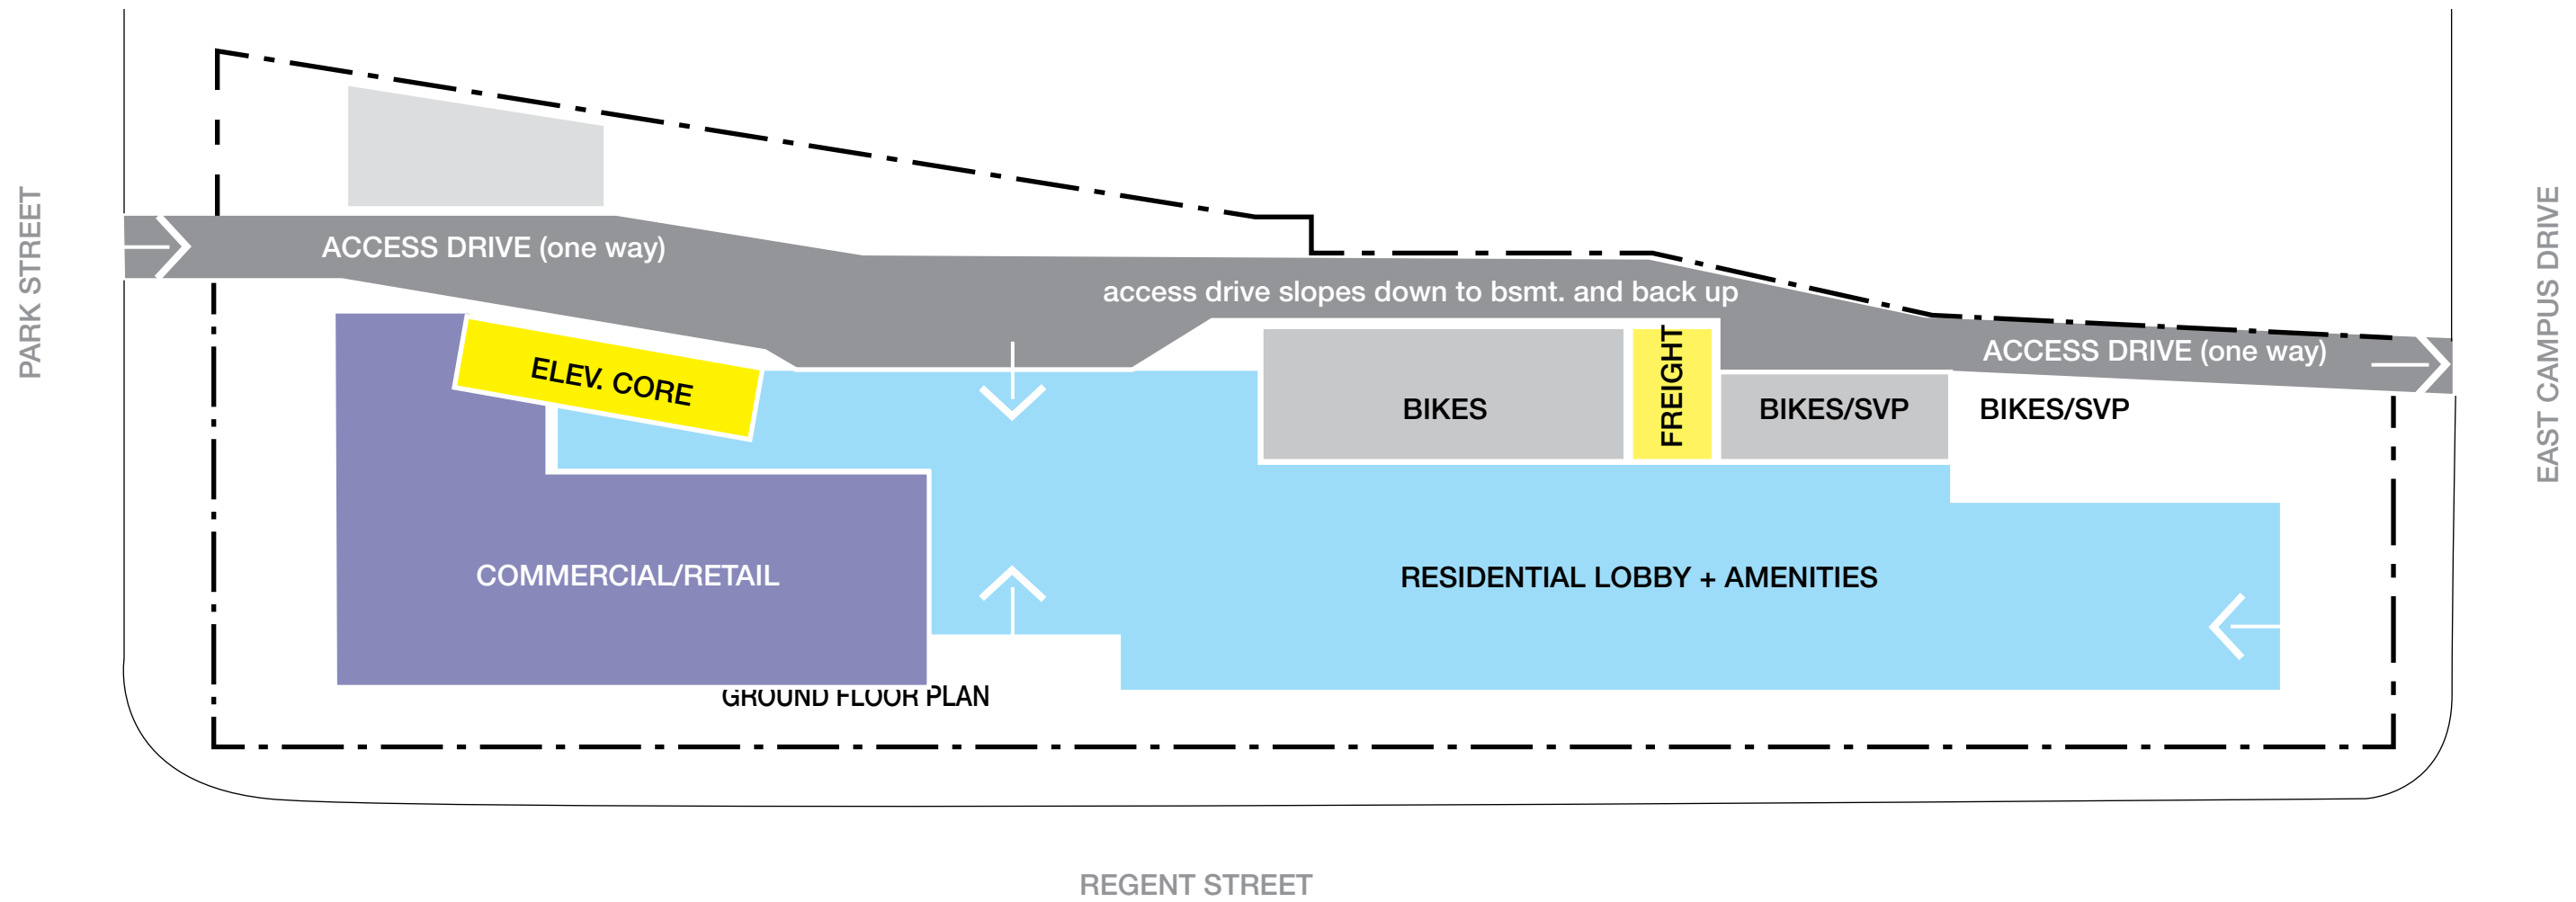 PARK STREET
EAST CAMPUS DRIVE
ACCESS DRIVE (one way)
access drive slopes down to bsmt. and back up
ACCESS DRIVE (one way)
ELEV. CORE
BIKES
FREIGHT
BIKES/SVP
BIKES/SVP
COMMERCIAL/RETAIL
RESIDENTIAL LOBBY + AMENITIES
GROUND FLOOR PLAN
REGENT STREET